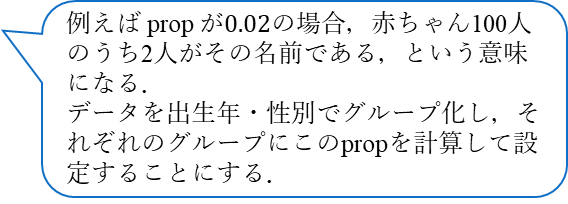 例えば prop が0.02の場合，赤ちゃん100人
のうち2人がその名前である，という意味
になる．
データを出生年・性別でグループ化し，そ
れぞれのグループにこのpropを計算して設
定することにする．